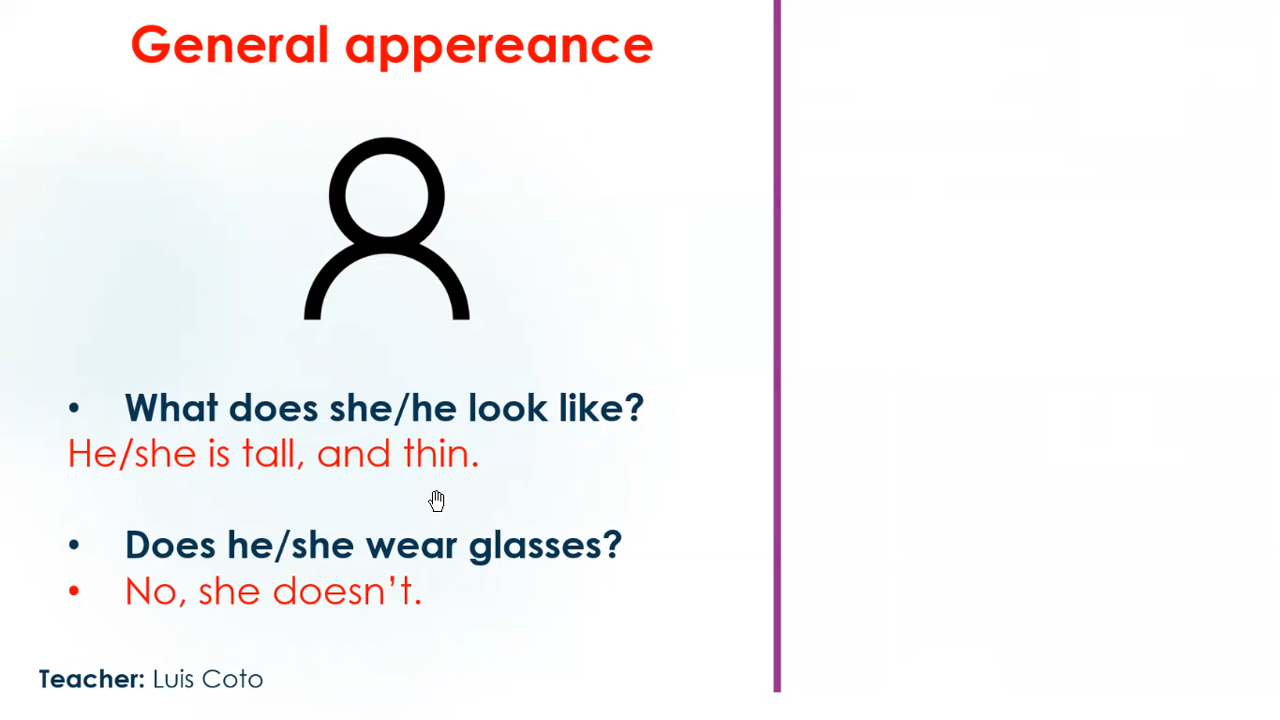 General appereance
• What does she/he look like?
He/she is tall, and thin.
• Does he/she wear glasses?
• No, she doesn’t.
Teacher: Luis Coto